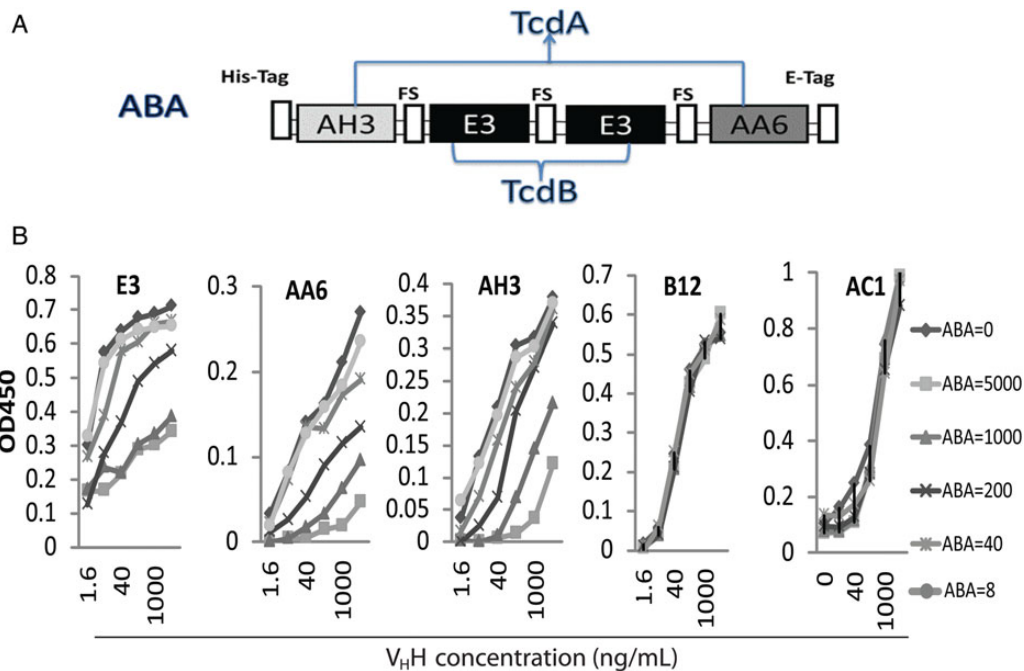 A
TcdA
His-Tag
FS
FS
FS
E-Tag
ABA
AH3
E3
E3
AA6
TcdB
B
E3
AA6
AH3
B12
AC1
OD450
0.8
0.7
0.6
0.5
0.4
0.3
0.2
0.1
0
0.3
0.2
0.1
0
0.4
0.35
0.3
0.25
0.2
0.15
0.1
0.05
0
0.7
0.6
0.5
0.4
0.3
0.2
0.1
0
1
0.8
0.6
0.4
0.2
0
1.6
40
1000
1.6
40
1000
1.6
40
1000
1.6
40
1000
0
40
1000
ABA=0
ABA=5000
ABA=1000
ABA=200
ABA=40
ABA=8
VHH concentration (ng/mL)